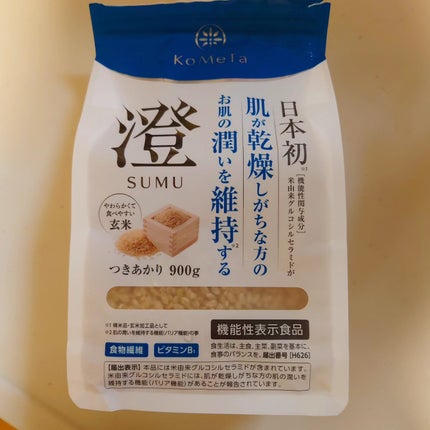 KoMeTa
日本初※1
[機能性関与成分]
米由来グルコシルセラミドが
肌が乾燥しがちな方の
お肌の潤いを維持する※2
澄
SUMU
やわらかくて
食べやすい
玄米
つきあかり 900g
※1 精米品・玄米加工品として
※2 肌の潤いを維持する機能(バリア機能)の事
食物繊維
ビタミンB1
機能性表示食品
食生活は、主食、主菜、副菜を基本に、
食事のバランスを。届出番号[H626]
【届出表示】本品には米由来グルコシルセラミドが含まれています。
米由来グルコシルセラミドには、肌が乾燥しがちな方の肌の潤いを
維持する機能(バリア機能)があることが報告されています。